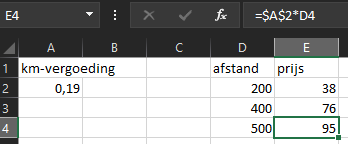 E4 fx =$A$2*D4
A B C D E
1 km-vergoeding afstand prijs
2 0,19 200 38
3 400 76
4 500 95